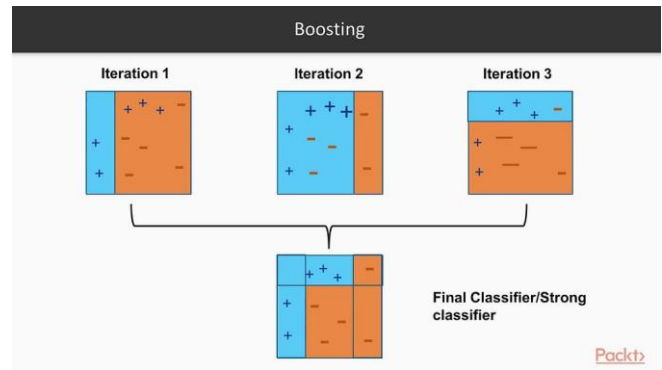 Boosting
Iteration 1
Iteration 2
Iteration 3
Final Classifier/Strong
classifier
Packt>